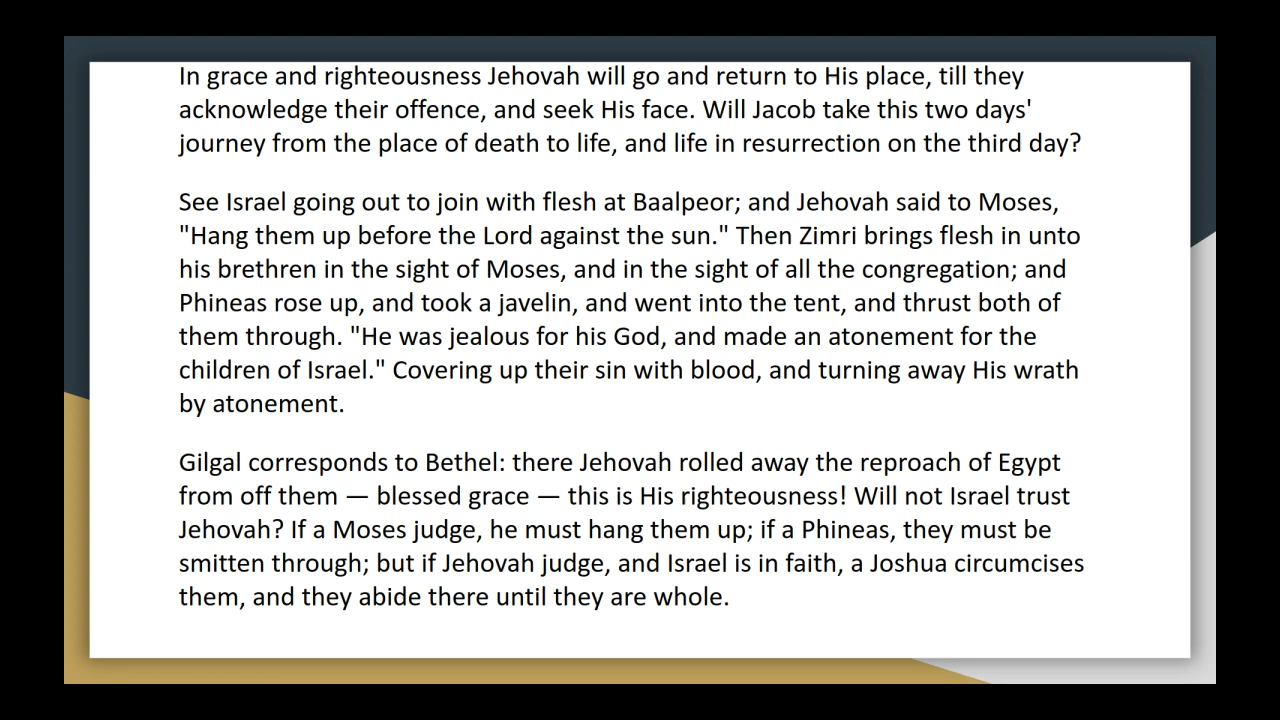 In grace and righteousness Jehovah will go and return to His place, till they
acknowledge their offence, and seek His face. Will Jacob take this two days'
journey from the place of death to life, and life in resurrection on the third day?
See Israel going out to join with flesh at Baalpeor; and Jehovah said to Moses,
"Hang them up before the Lord against the sun." Then Zimri brings flesh in unto
his brethren in the sight of Moses, and in the sight of all the congregation; and
Phineas rose up, and took a javelin, and went into the tent, and thrust both of
them through. "He was jealous for his God, and made an atonement for the
children of Israel." Covering up their sin with blood, and turning away His wrath
by atonement.
Gilgal corresponds to Bethel: there Jehovah rolled away the reproach of Egypt
from off them — blessed grace — this is His righteousness! Will not Israel trust
Jehovah? If a Moses judge, he must hang them up; if a Phineas, they must be
smitten through; but if Jehovah judge, and Israel is in faith, a Joshua circumcises
them, and they abide there until they are whole.